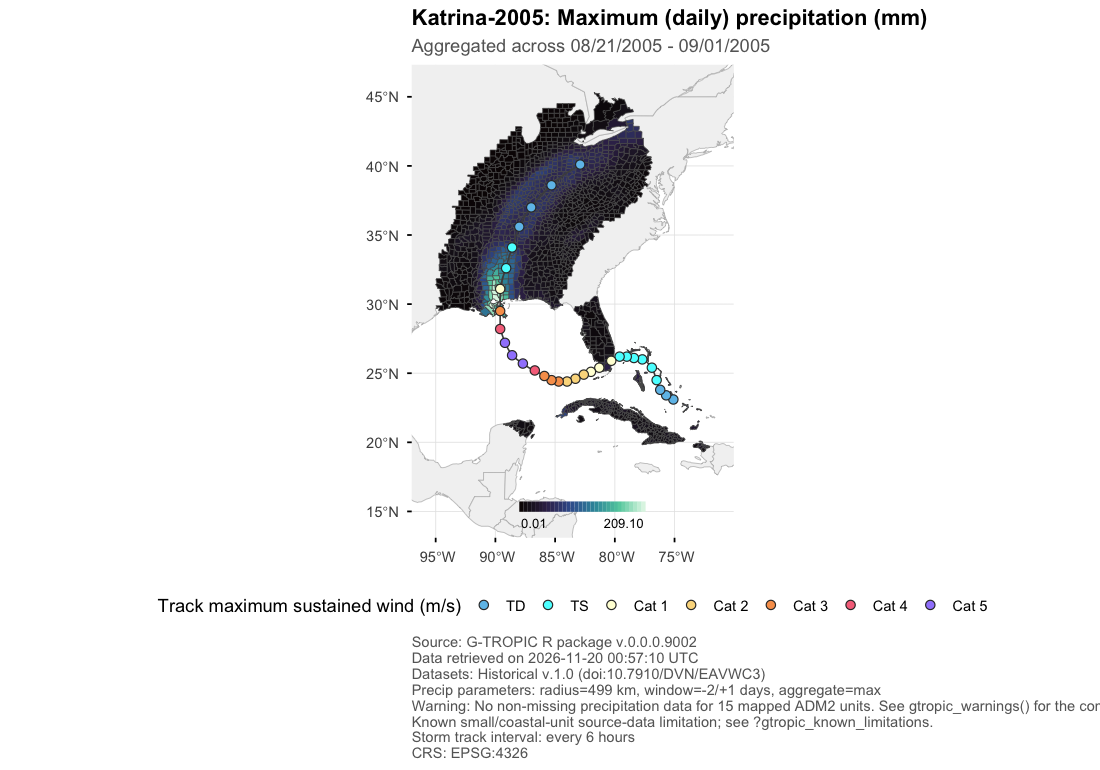 Katrina-2005: Maximum (daily) precipitation (mm)
Aggregated across 08/21/2005 - 09/01/2005
45°N
40°N
35°N
30°N
25°N
20°N
15°N
0.01 209.10
95°W 90°W 85°W 80°W 75°W
Track maximum sustained wind (m/s) TD TS Cat 1 Cat 2 Cat 3 Cat 4 Cat 5
Source: G-TROPIC R package v.0.0.0.9002
Data retrieved on 2026-11-20 00:57:10 UTC
Datasets: Historical v.1.0 (doi:10.7910/DVN/EAVWC3)
Precip parameters: radius=499 km, window=-2/+1 days, aggregate=max
Warning: No non-missing precipitation data for 15 mapped ADM2 units. See gtropic_warnings() for the cor
Known small/coastal-unit source-data limitation; see ?gtropic_known_limitations.
Storm track interval: every 6 hours
CRS: EPSG:4326